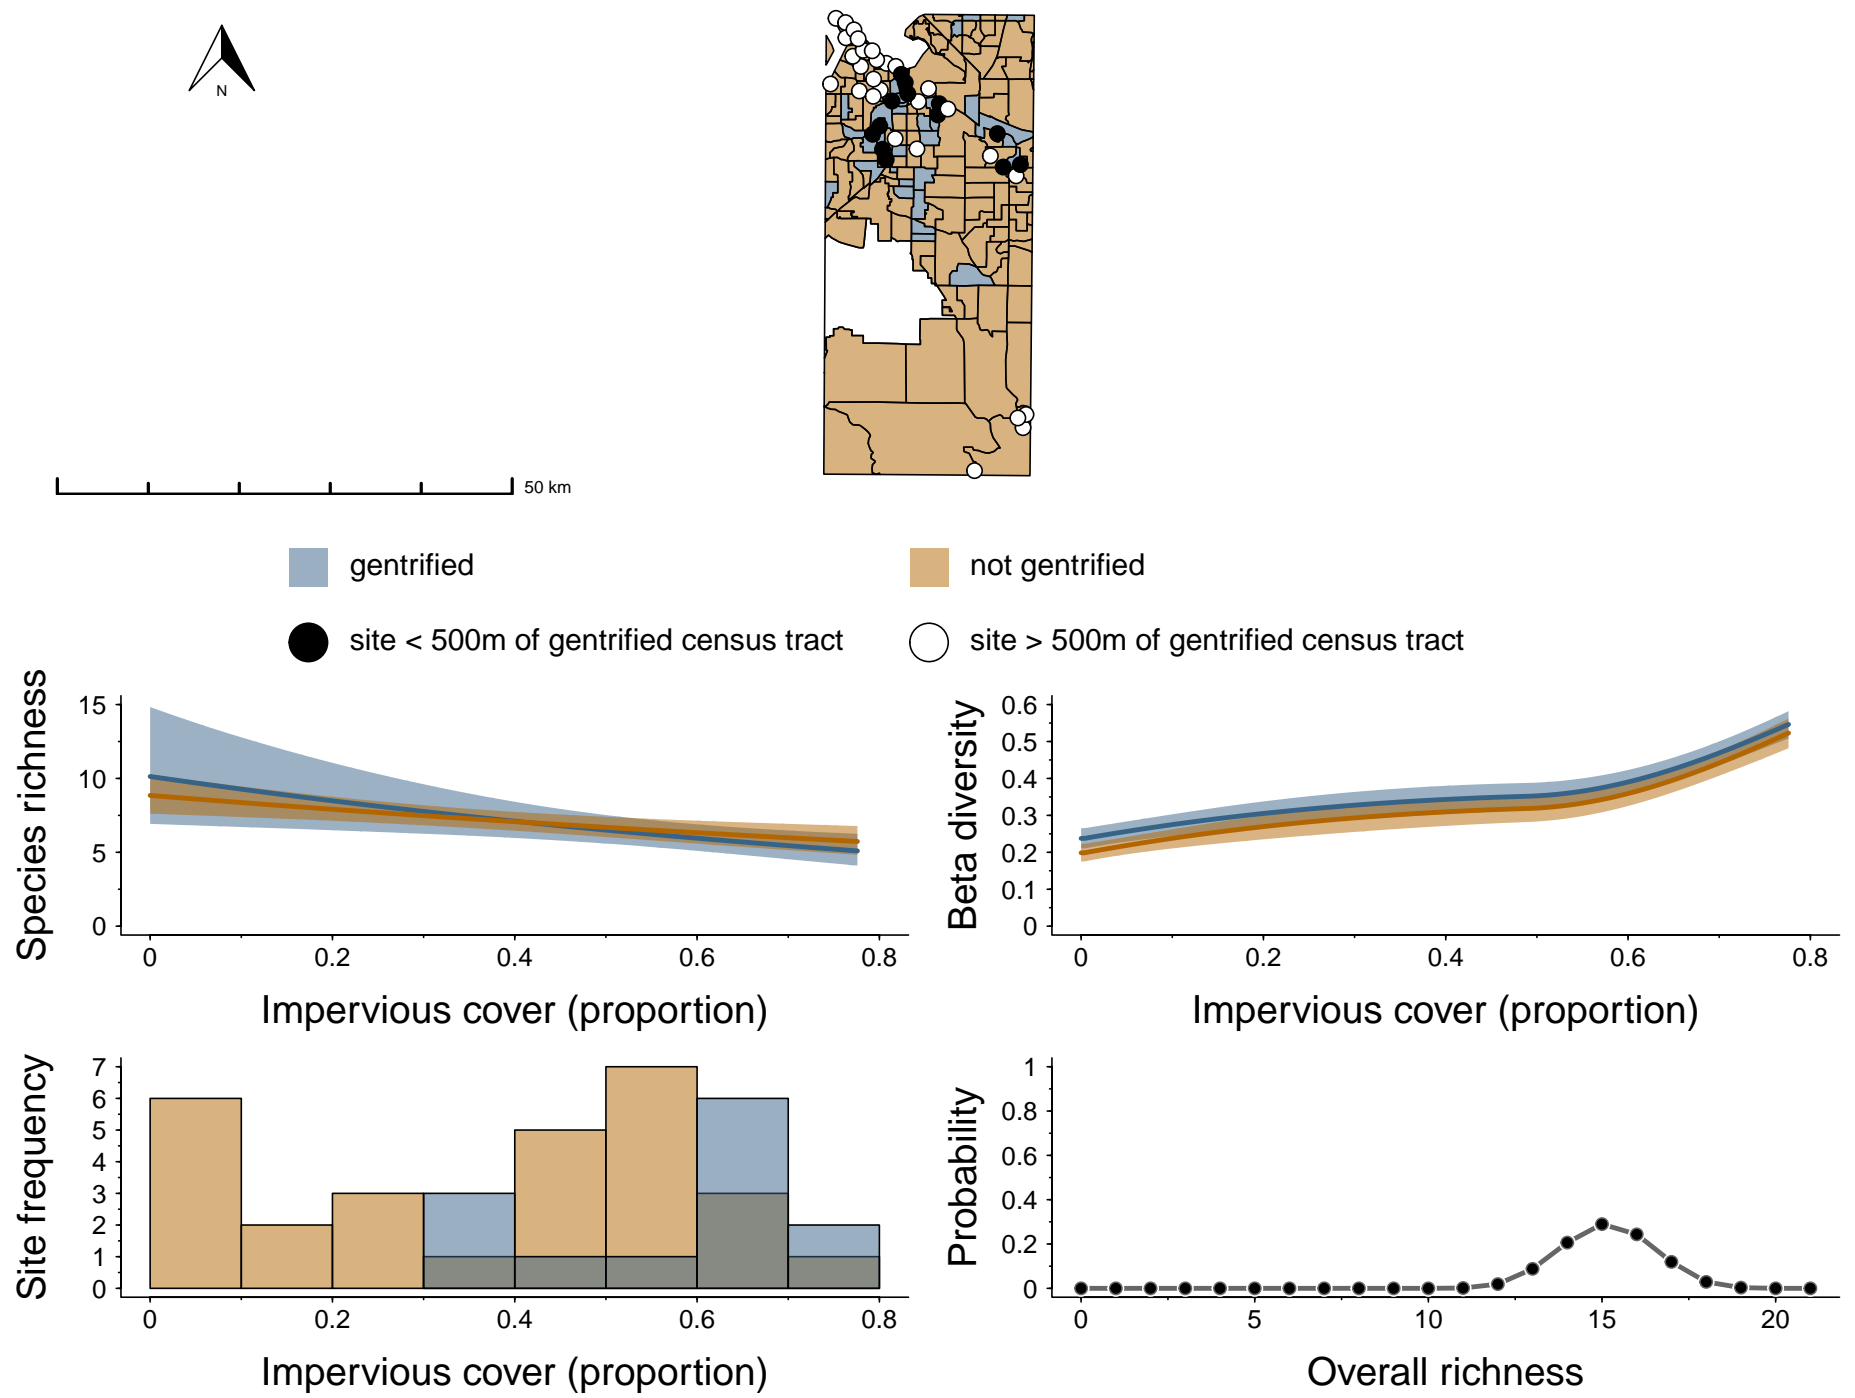 N
50 km
gentrified
not gentrified
site < 500m of gentrified census tract
site > 500m of gentrified census tract
Species richness
15
10
5
0
0 0.2 0.4 0.6 0.8
Impervious cover (proportion)
Beta diversity
0.6
0.5
0.4
0.3
0.2
0.1
0
0 0.2 0.4 0.6 0.8
Impervious cover (proportion)
Site frequency
7
6
5
4
3
2
1
0
0 0.2 0.4 0.6 0.8
Impervious cover (proportion)
Probability
1
0.8
0.6
0.4
0.2
0
0 5 10 15 20
Overall richness